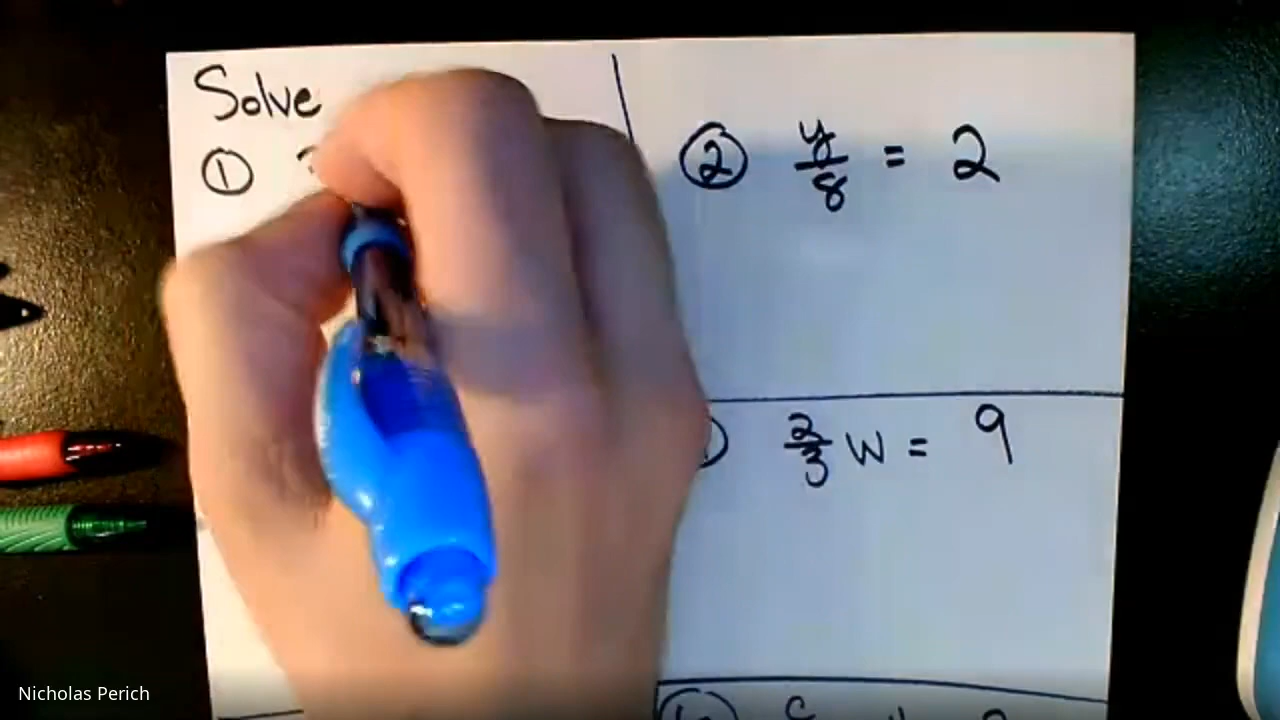 Solve
①
② y/8 = 2
2/3 w = 9
Nicholas Perich